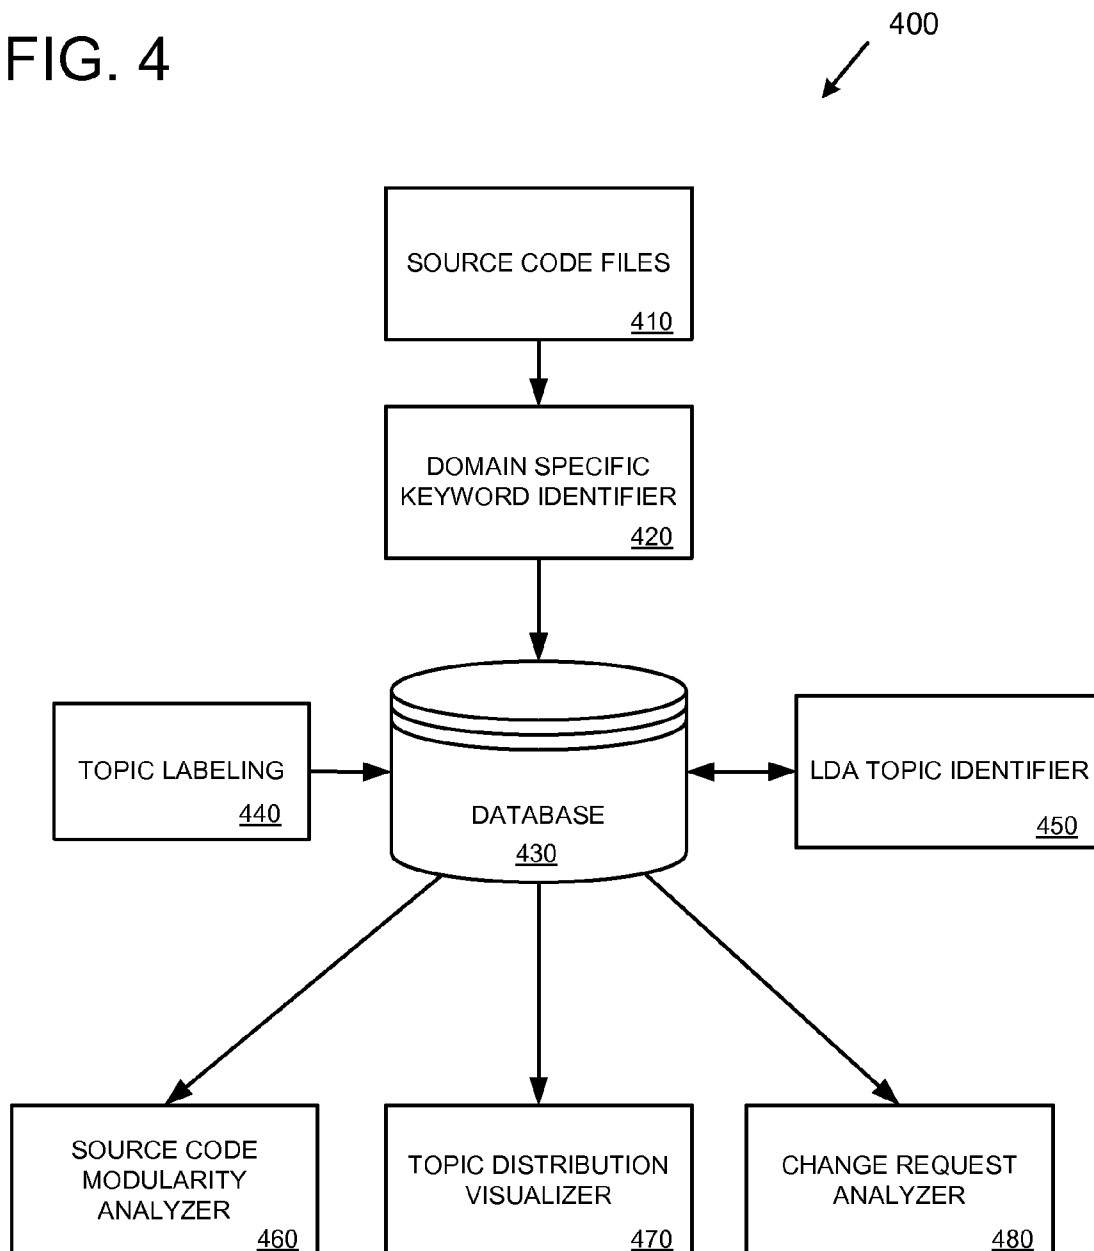 FIG. 4
400
SOURCE CODE FILES
410
DOMAIN SPECIFIC
KEYWORD IDENTIFIER
420
TOPIC LABELING
440
DATABASE
430
LDA TOPIC IDENTIFIER
450
SOURCE CODE
MODULARITY
ANALYZER
460
TOPIC DISTRIBUTION
VISUALIZER
470
CHANGE REQUEST
ANALYZER
480